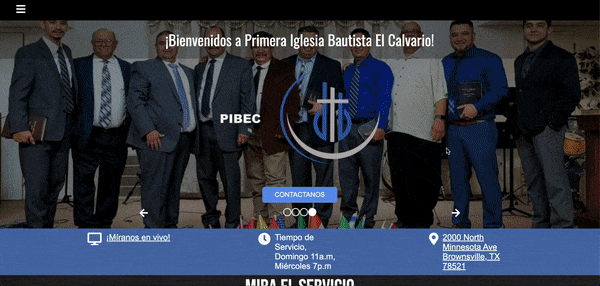 ¡Bienvenidos a Primera Iglesia Bautista El Calvario!
PIBEC
CONTACTANOS
¡Míranos en vivo!
Tiempo de
Servicio,
Domingo 11a.m,
Miércoles 7p.m
2000 North
Minnesota Ave
Brownsville, TX
78521
MIRA EL SERVICIO